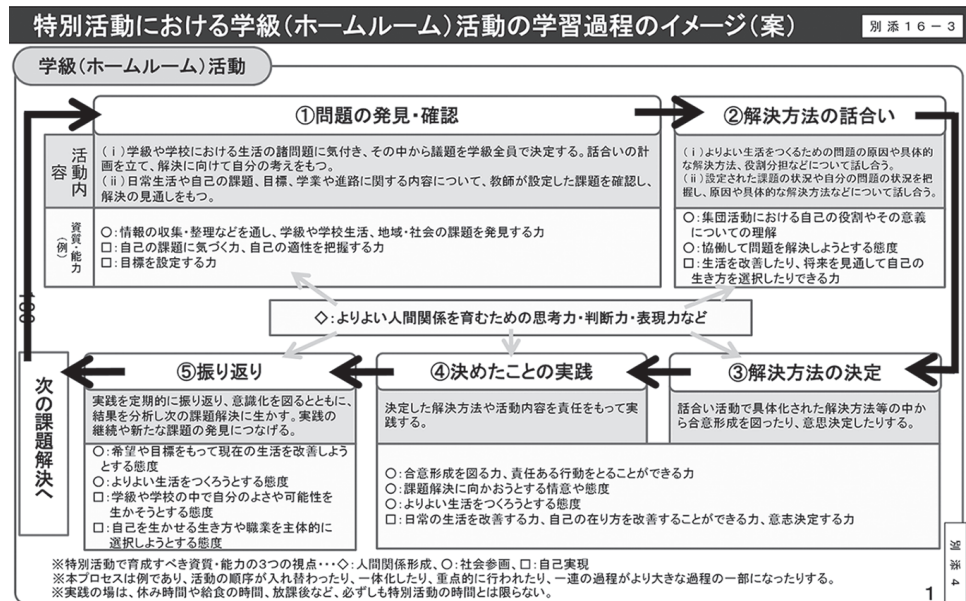 特別活動における学級(ホームルーム)活動の学習過程のイメージ(案)
別添16-3
学級(ホームルーム)活動
①問題の発見・確認
活動内容
(ⅰ)学級や学校における生活の諸問題に気付き、その中から議題を学級全員で決定する。話合いの計
画を立て、解決に向けて自分の考えをもつ。
(ⅱ)日常生活や自己の課題、目標、学業や進路に関する内容について、教師が設定した課題を確認し、
解決の見通しをもつ。
資質・能力(例)
○:情報の収集・整理などを通し、学級や学校生活、地域・社会の課題を発見する力
□:自己の課題に気づく力、自己の適性を把握する力
□:目標を設定する力
②解決方法の話合い
(ⅰ)よりよい生活をつくるための問題の原因や具体的
な解決方法、役割分担などについて話し合う。
(ⅱ)設定された課題の状況や自分の問題の状況を把
握し、原因や具体的な解決方法などについて話し合う。
○:集団活動における自己の役割やその意義
についての理解
○:協働して問題を解決しようとする態度
□:生活を改善したり、将来を見通して自己の
生き方を選択したりできる力
◇:よりよい人間関係を育むための思考力・判断力・表現力など
③解決方法の決定
話合い活動で具体化された解決方法等の中か
ら合意形成を図ったり、意思決定したりする。
④決めたことの実践
決定した解決方法や活動内容を責任をもって実
践する。
○:合意形成を図る力、責任ある行動をとることができる力
○:課題解決に向かおうとする情意や態度
○:よりよい生活をつくろうとする態度
□:日常の生活を改善する力、自己の在り方を改善することができる力、意志決定する力
⑤振り返り
実践を定期的に振り返り、意識化を図るとともに、
結果を分析し次の課題解決に生かす。実践の
継続や新たな課題の発見につなげる。
○:希望や目標をもって現在の生活を改善しよう
とする態度
○:よりよい生活をつくろうとする態度
□:学級や学校の中で自分のよさや可能性を
生かそうとする態度
□:自己を生かせる生き方や職業を主体的に
選択しようとする態度
次の課題解決へ
※特別活動で育成すべき資質・能力の3つの視点・・・◇:人間関係形成、○:社会参画、□:自己実現
※本プロセスは例であり、活動の順序が入れ替わったり、一体化したり、重点的に行われたり、一連の過程がより大きな過程の一部になったりする。
※実践の場は、休み時間や給食の時間、放課後など、必ずしも特別活動の時間とは限らない。
1
別添4